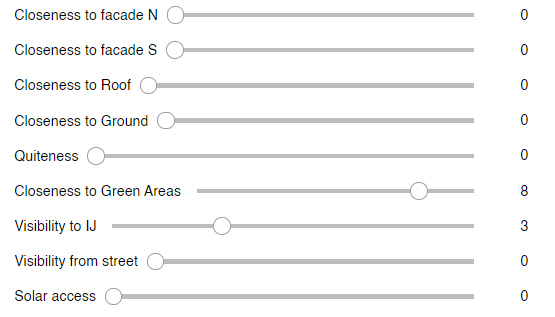 Closeness to facade N 0
Closeness to facade S 0
Closeness to Roof 0
Closeness to Ground 0
Quiteness 0
Closeness to Green Areas 8
Visibility to IJ 3
Visibility from street 0
Solar access 0